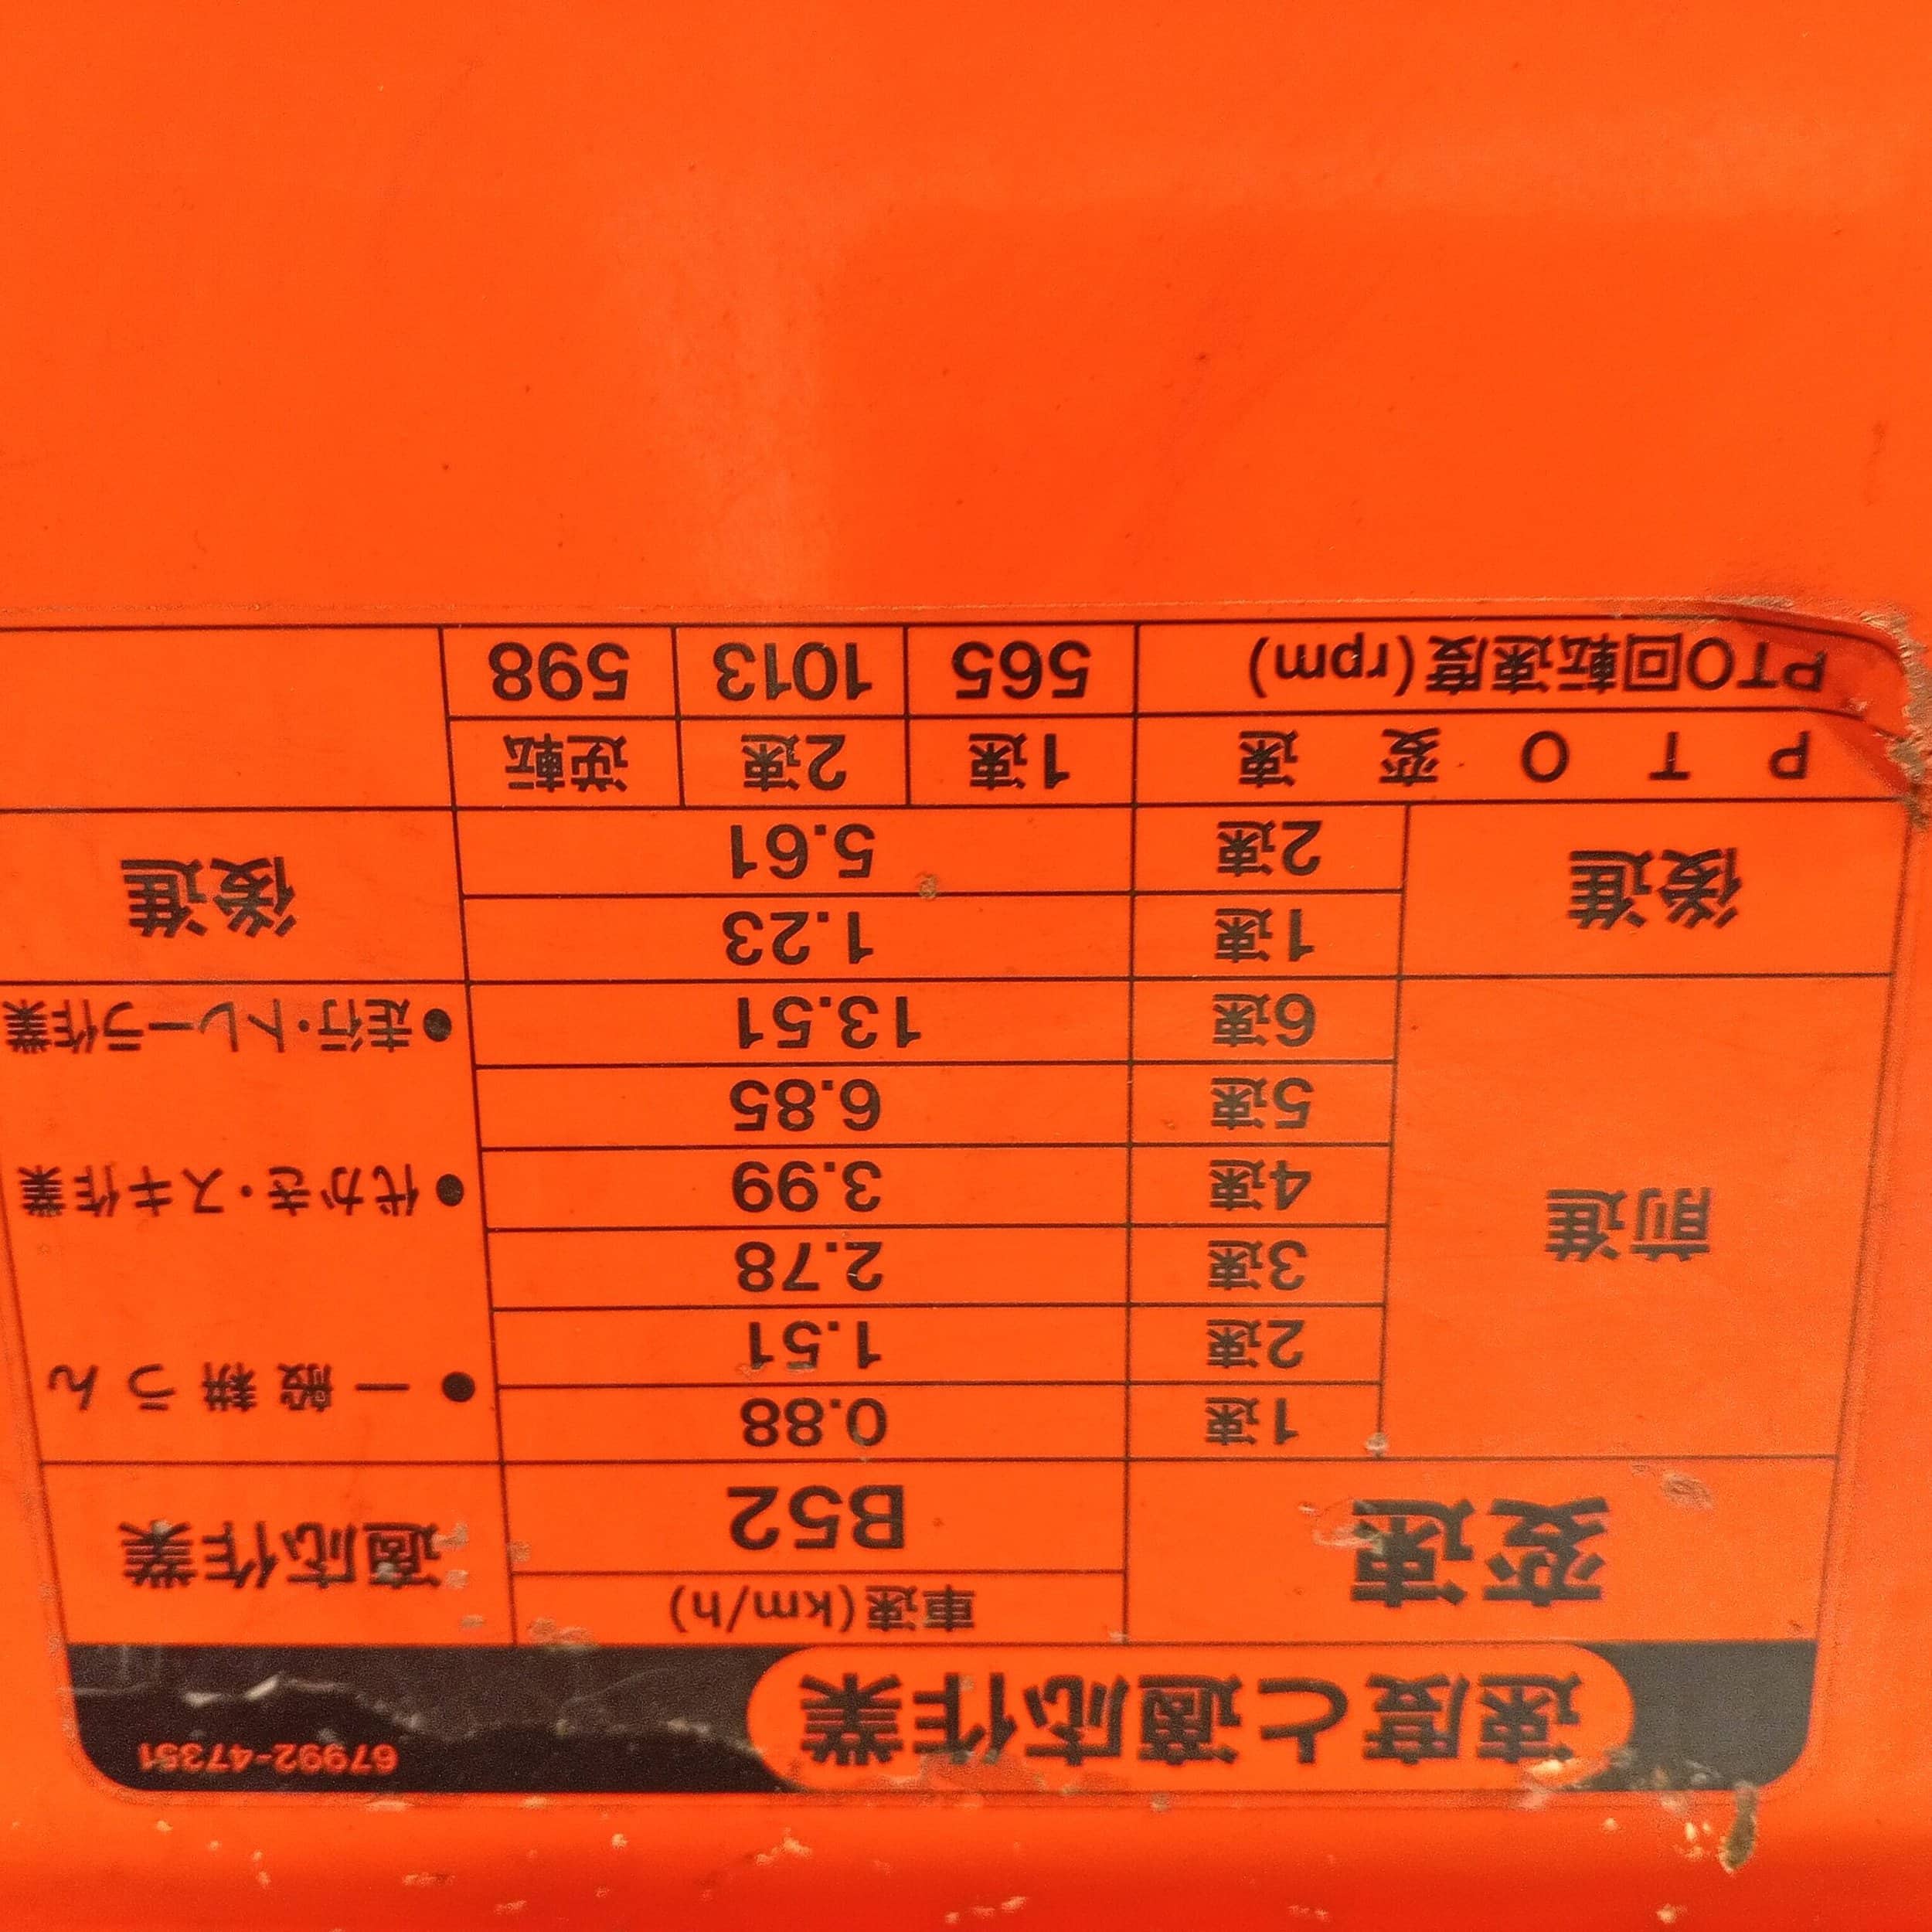 速度と適応作業
67992-47351
変速 車速(km/h) 適応作業
B52
前進 1速 0.88 ●一般耕うん
2速 1.51
3速 2.78
4速 3.99 ●代かき・スキ作業
5速 6.85
6速 13.51 ●走行・トレーラ作業
後進 1速 1.23 後進
2速 5.61
PTO変速 1速 2速 逆転
PTO回転速度(rpm) 565 1013 598